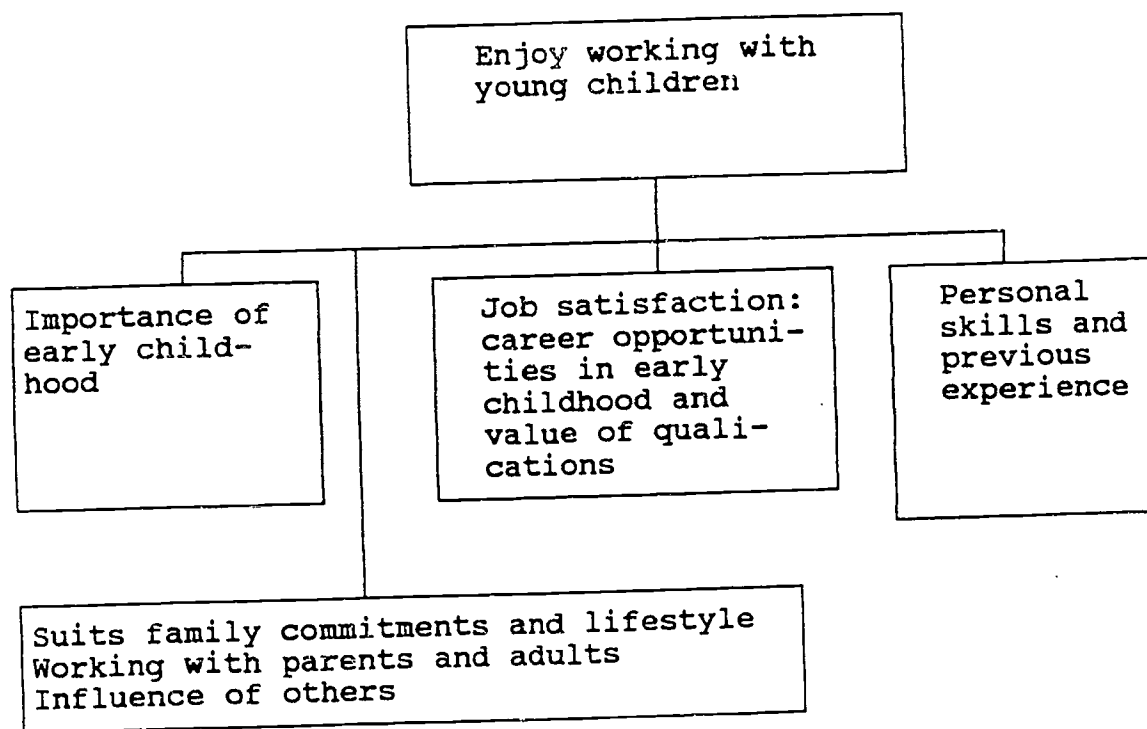 Enjoy working with
young children
Importance of
early child-
hood
Job satisfaction:
career opportuni-
ties in early
childhood and
value of quali-
cations
Personal
skills and
previous
experience
Suits family commitments and lifestyle
Working with parents and adults
Influence of others